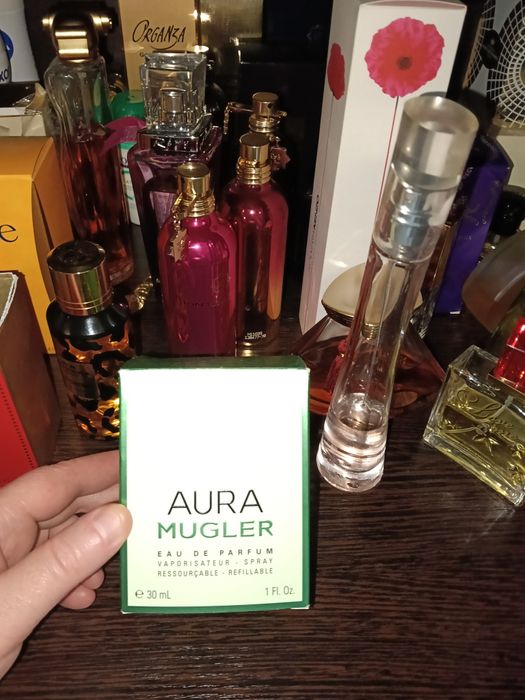 ORGANZA
e
AURA
MUGLER
EAU DE PARFUM
VAPORISATEUR - SPRAY
RESSOURÇABLE - REFILLABLE
℮ 30 mL
1 Fl. Oz.